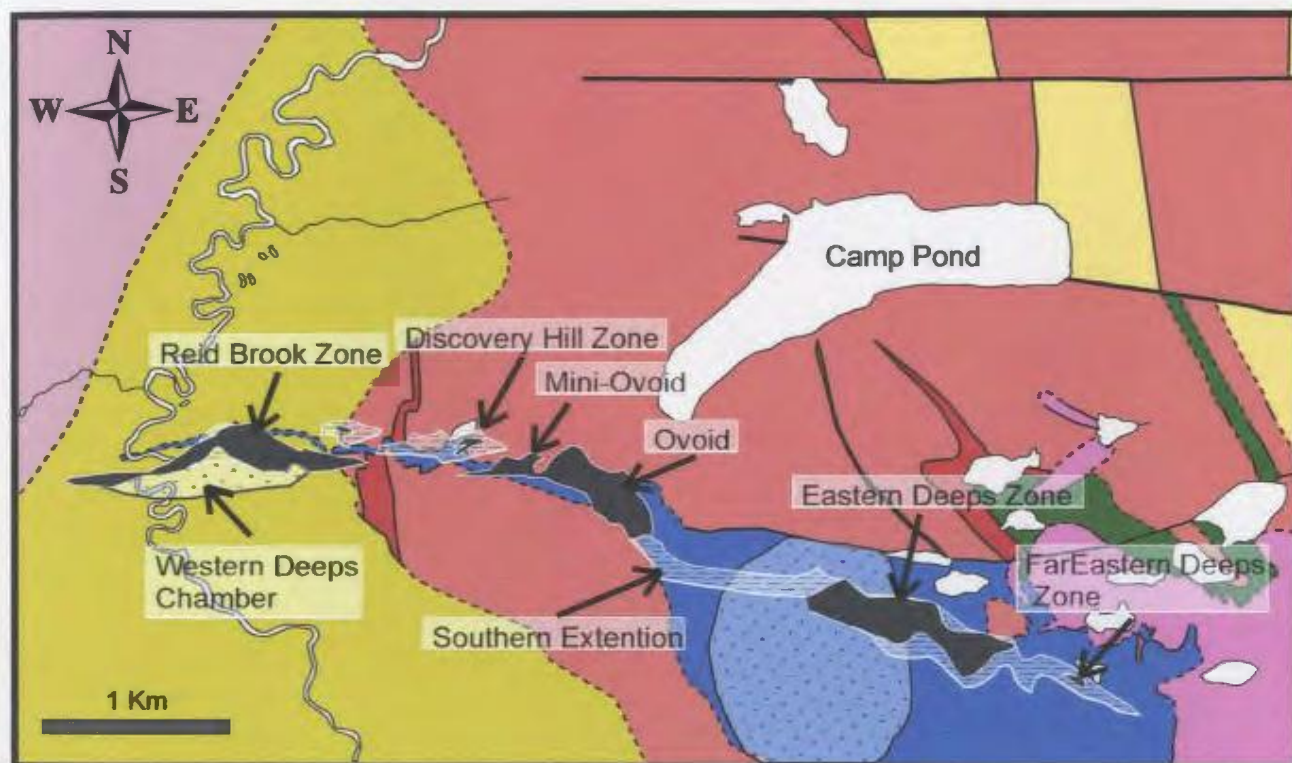 N
W E
S
Camp Pond
Discovery Hill Zone
Reid Brook Zone
Mini-Ovoid
Ovoid
Eastern Deeps Zone
Western Deeps
Chamber
FarEastern Deeps
Zone
Southern Extention
1 Km